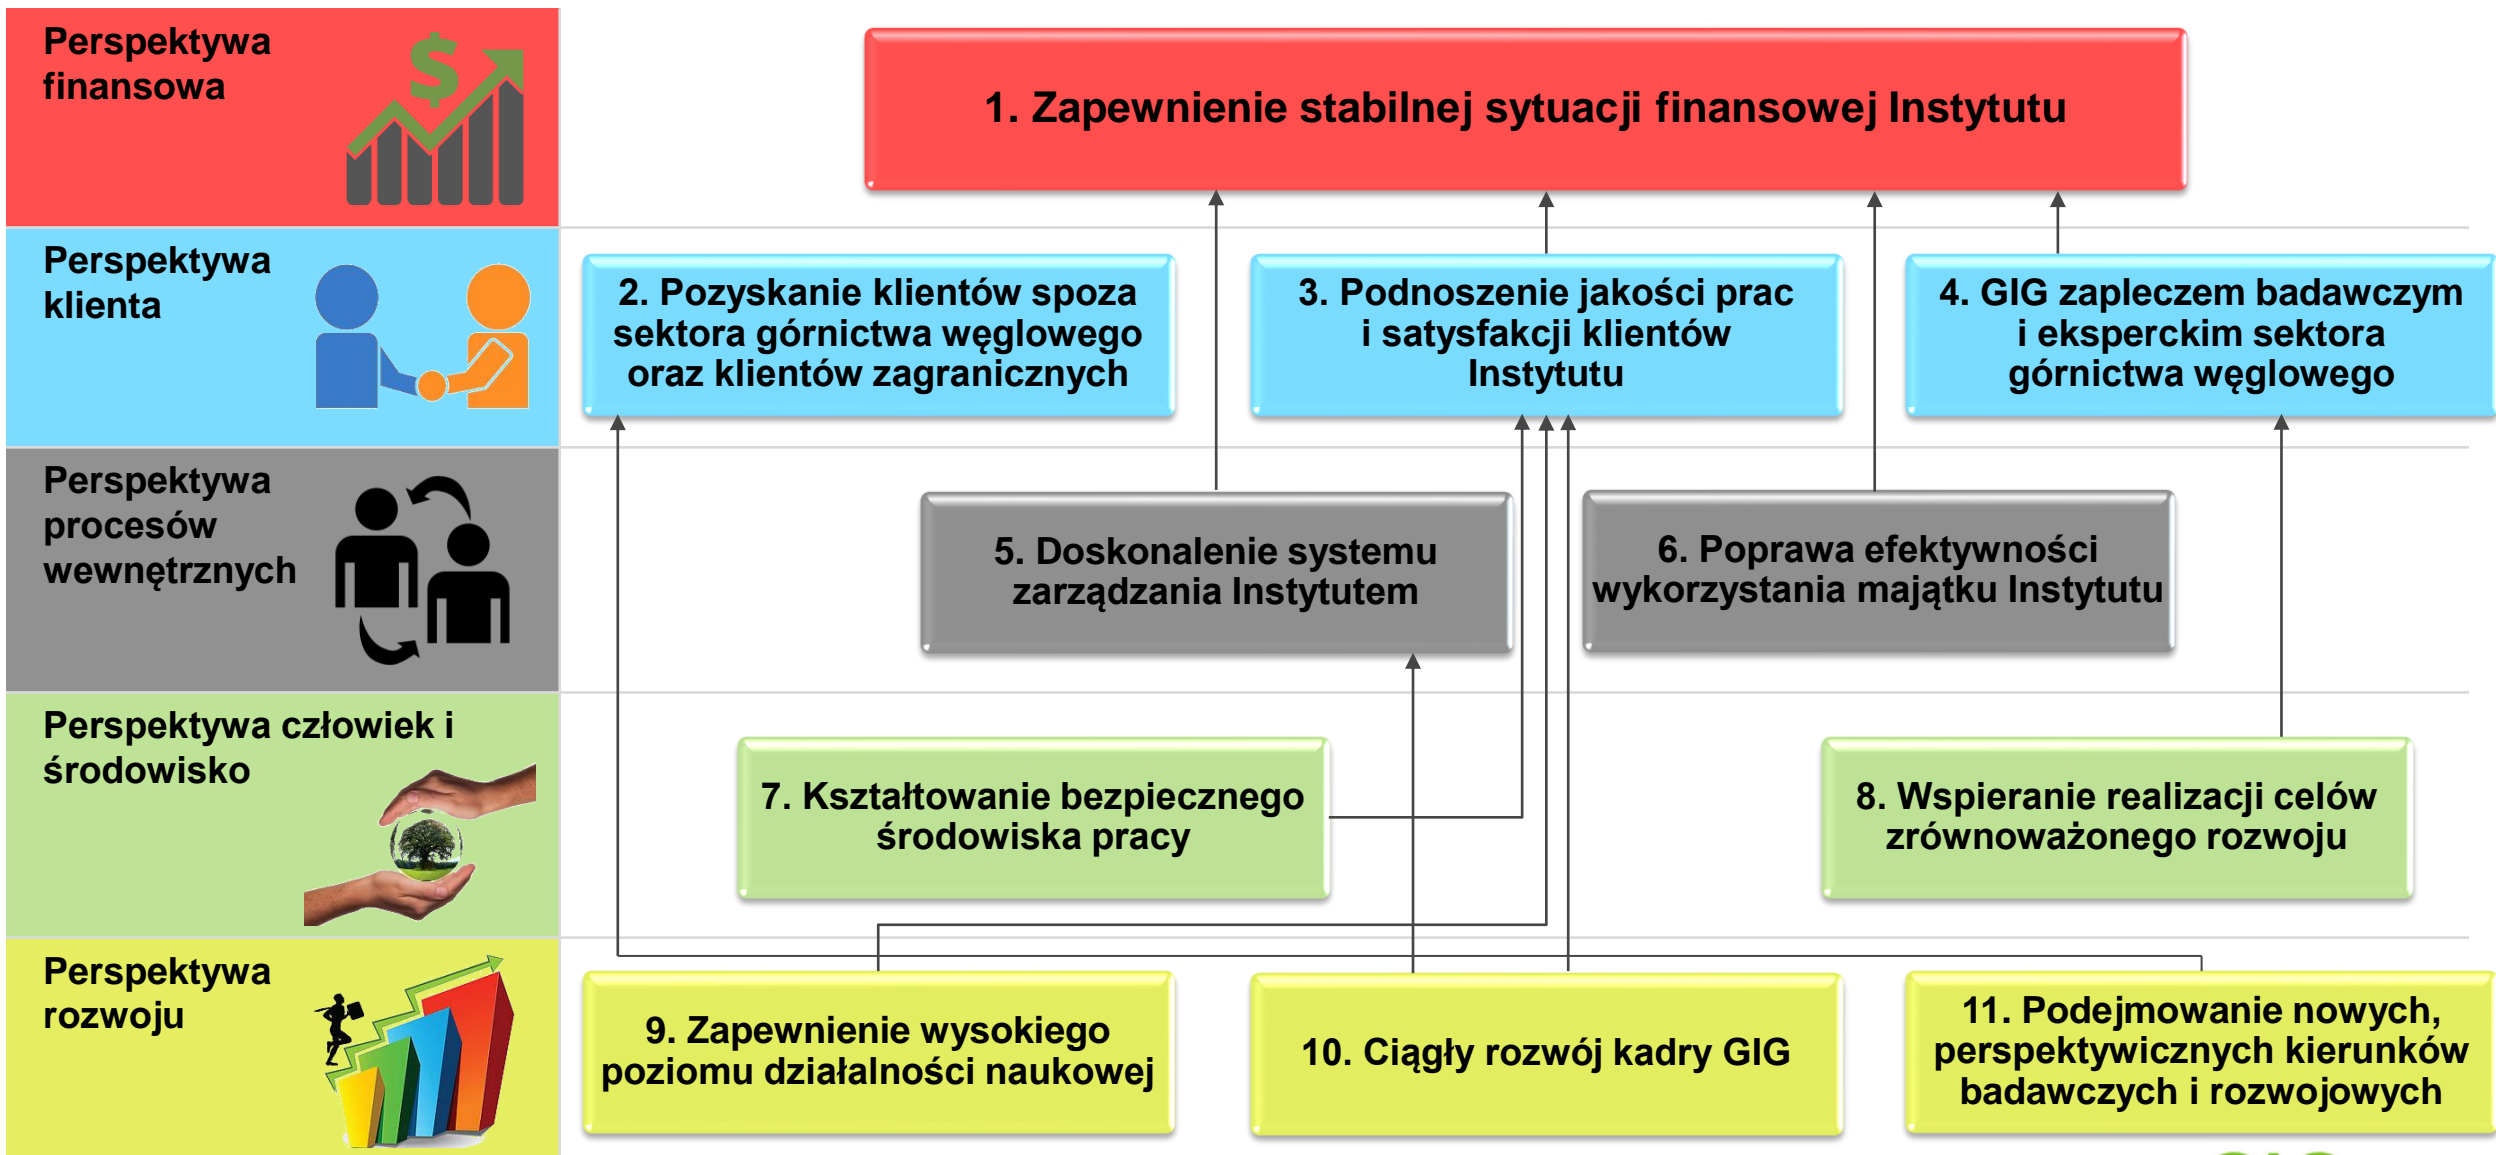 Perspektywa
finansowa
$
1. Zapewnienie stabilnej sytuacji finansowej Instytutu
Perspektywa
klienta
2. Pozyskanie klientów spoza
sektora górnictwa węglowego
oraz klientów zagranicznych
3. Podnoszenie jakości prac
i satysfakcji klientów
Instytutu
4. GIG zapleczem badawczym
i eksperckim sektora
górnictwa węglowego
Perspektywa
procesów
wewnętrznych
5. Doskonalenie systemu
zarządzania Instytutem
6. Poprawa efektywności
wykorzystania majątku Instytutu
Perspektywa człowiek i
środowisko
7. Kształtowanie bezpiecznego
środowiska pracy
8. Wspieranie realizacji celów
zrównoważonego rozwoju
Perspektywa
rozwoju
9. Zapewnienie wysokiego
poziomu działalności naukowej
10. Ciągły rozwój kadry GIG
11. Podejmowanie nowych,
perspektywicznych kierunków
badawczych i rozwojowych